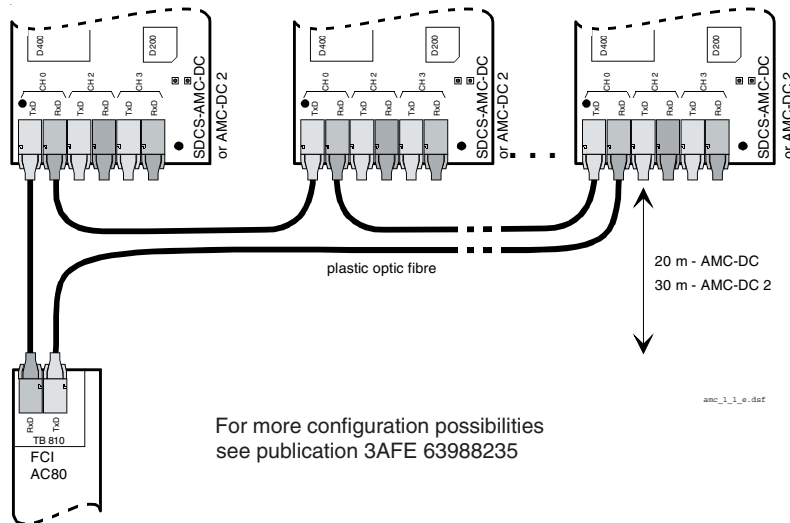 D400
D200
CH 0
CH 2
CH 3
TxD
RxD
TxD
RxD
TxD
RxD
SDCS-AMC-DC
or AMC-DC 2
D400
D200
CH 0
CH 2
CH 3
TxD
RxD
TxD
RxD
TxD
RxD
SDCS-AMC-DC
or AMC-DC 2
D400
D200
CH 0
CH 2
CH 3
TxD
RxD
TxD
RxD
TxD
RxD
SDCS-AMC-DC
or AMC-DC 2
plastic optic fibre
20 m - AMC-DC
30 m - AMC-DC 2
amc_1_1_e.dsf
RxD
TxD
TB 810
FCI
AC80
For more configuration possibilities
see publication 3AFE 63988235